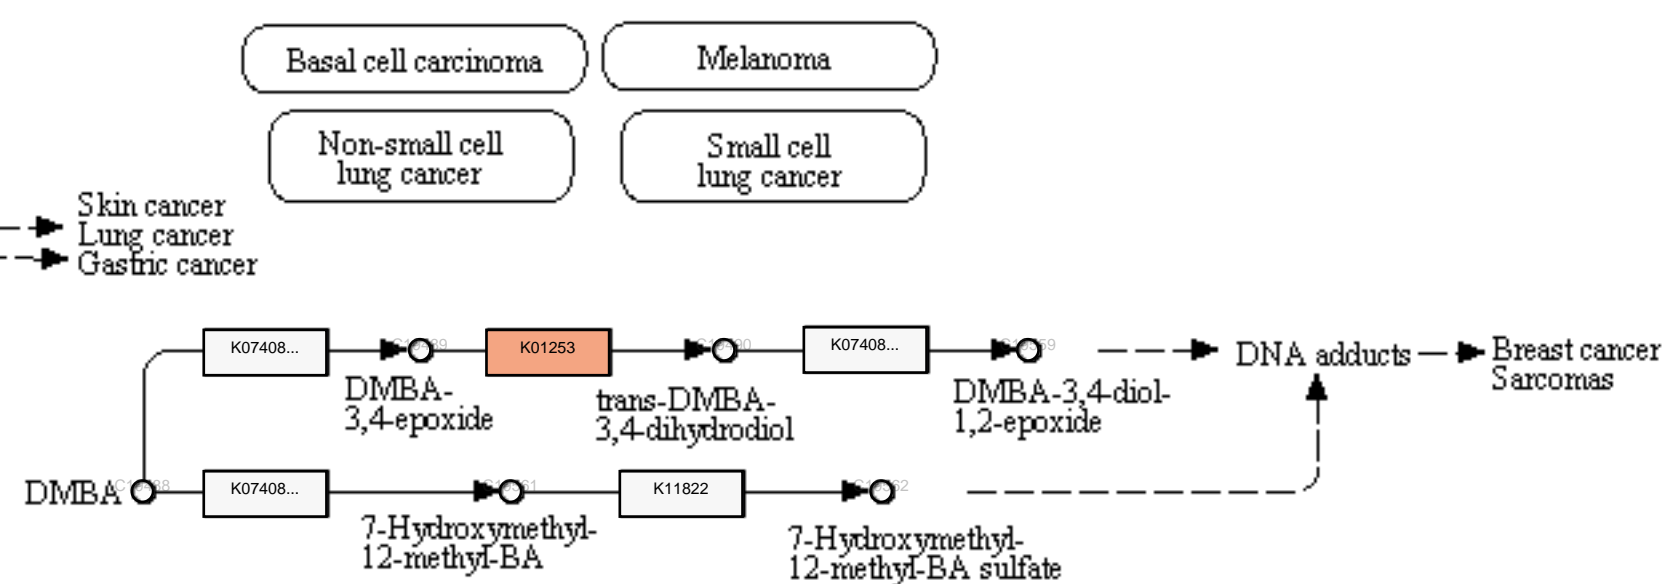 Basal cell carcinoma
Melanoma
Non-small cell
lung cancer
Small cell
lung cancer
Skin cancer
Lung cancer
Gastric cancer
K07408...
K01253
K07408...
DMBA-
3,4-epoxide
trans-DMBA-
3,4-dihydrodiol
DMBA-3,4-diol-
1,2-epoxide
DNA adducts
Breast cancer
Sarcomas
DMBA
K07408...
K11822
7-Hydroxymethyl-
12-methyl-BA
7-Hydroxymethyl-
12-methyl-BA sulfate